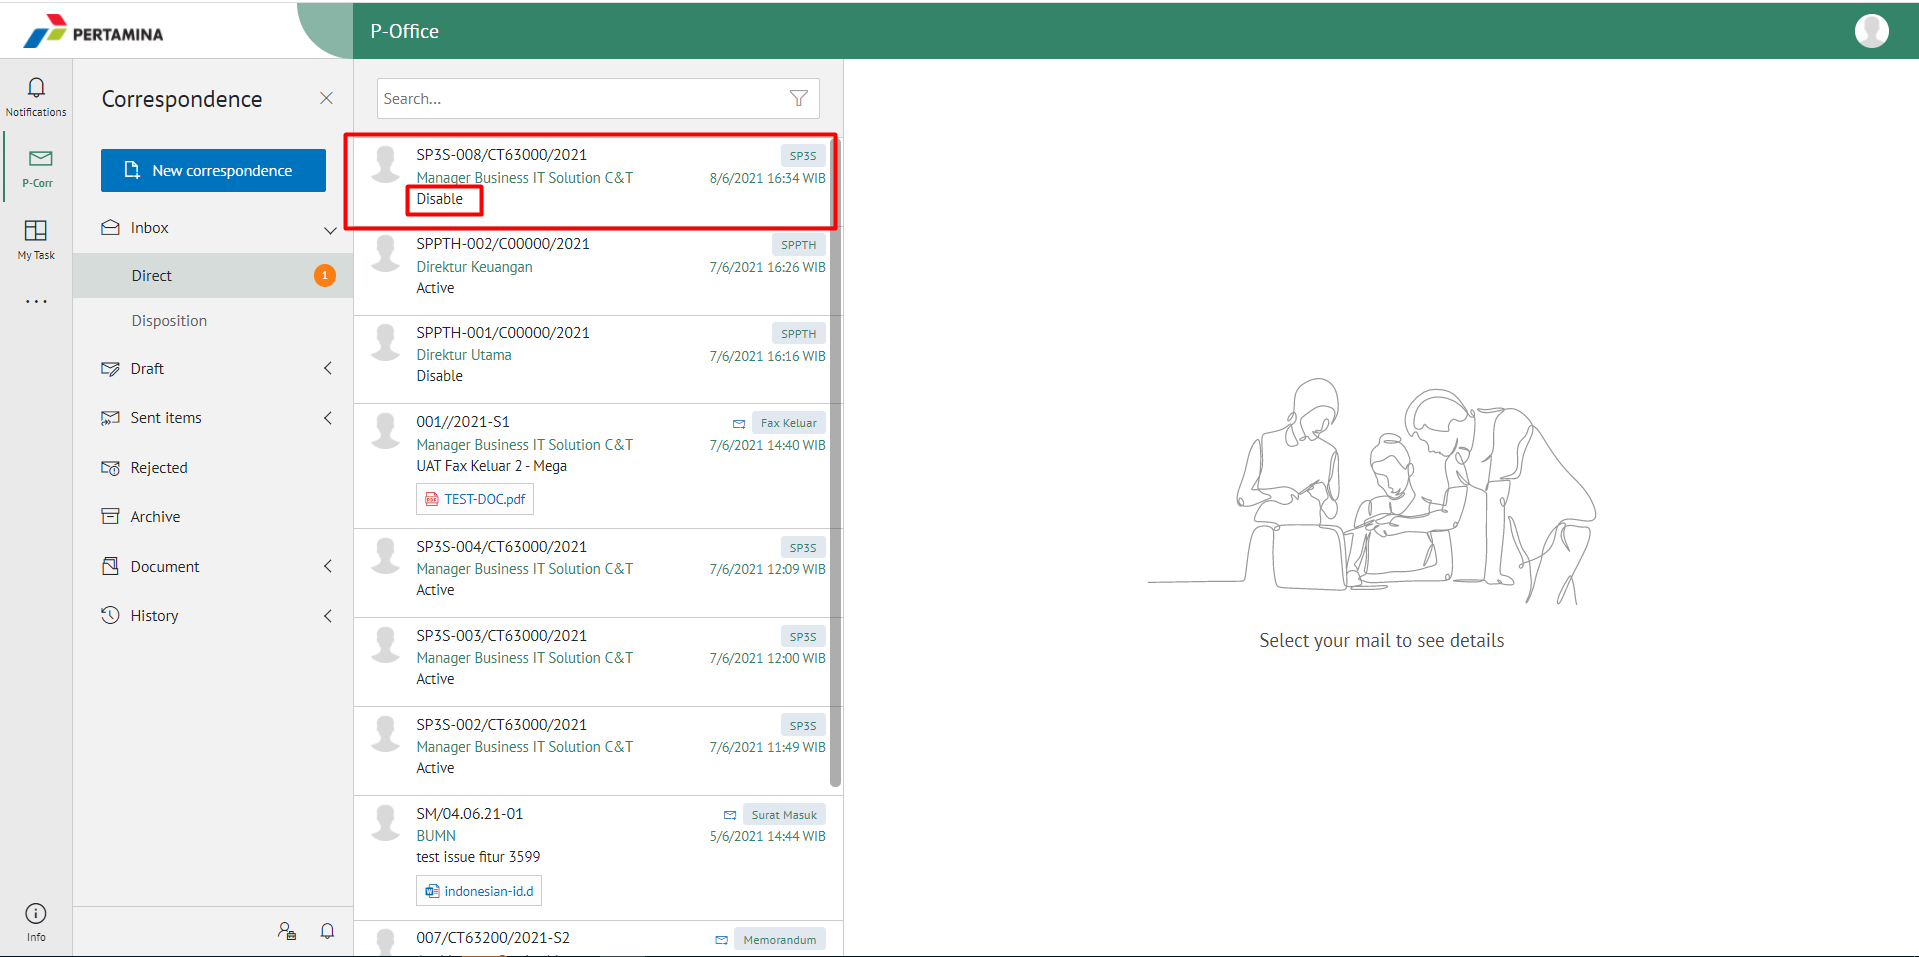 PERTAMINA
P-Office
Notifications
P-Corr
My Task
Info
Correspondence
New correspondence
Inbox
Direct
1
Disposition
Draft
Sent items
Rejected
Archive
Document
History
Search...
SP3S-008/CT63000/2021
SP3S
Manager Business IT Solution C&T
8/6/2021 16:34 WIB
Disable
SPPTH-002/C00000/2021
SPPTH
Direktur Keuangan
7/6/2021 16:26 WIB
Active
SPPTH-001/C00000/2021
SPPTH
Direktur Utama
7/6/2021 16:16 WIB
Disable
001//2021-S1
Fax Keluar
Manager Business IT Solution C&T
7/6/2021 14:40 WIB
UAT Fax Keluar 2 - Mega
TEST-DOC.pdf
SP3S-004/CT63000/2021
SP3S
Manager Business IT Solution C&T
7/6/2021 12:09 WIB
Active
SP3S-003/CT63000/2021
SP3S
Manager Business IT Solution C&T
7/6/2021 12:00 WIB
Active
SP3S-002/CT63000/2021
SP3S
Manager Business IT Solution C&T
7/6/2021 11:49 WIB
Active
SM/04.06.21-01
Surat Masuk
BUMN
5/6/2021 14:44 WIB
test issue fitur 3599
indonesian-id.d
007/CT63200/2021-S2
Memorandum
Select your mail to see details